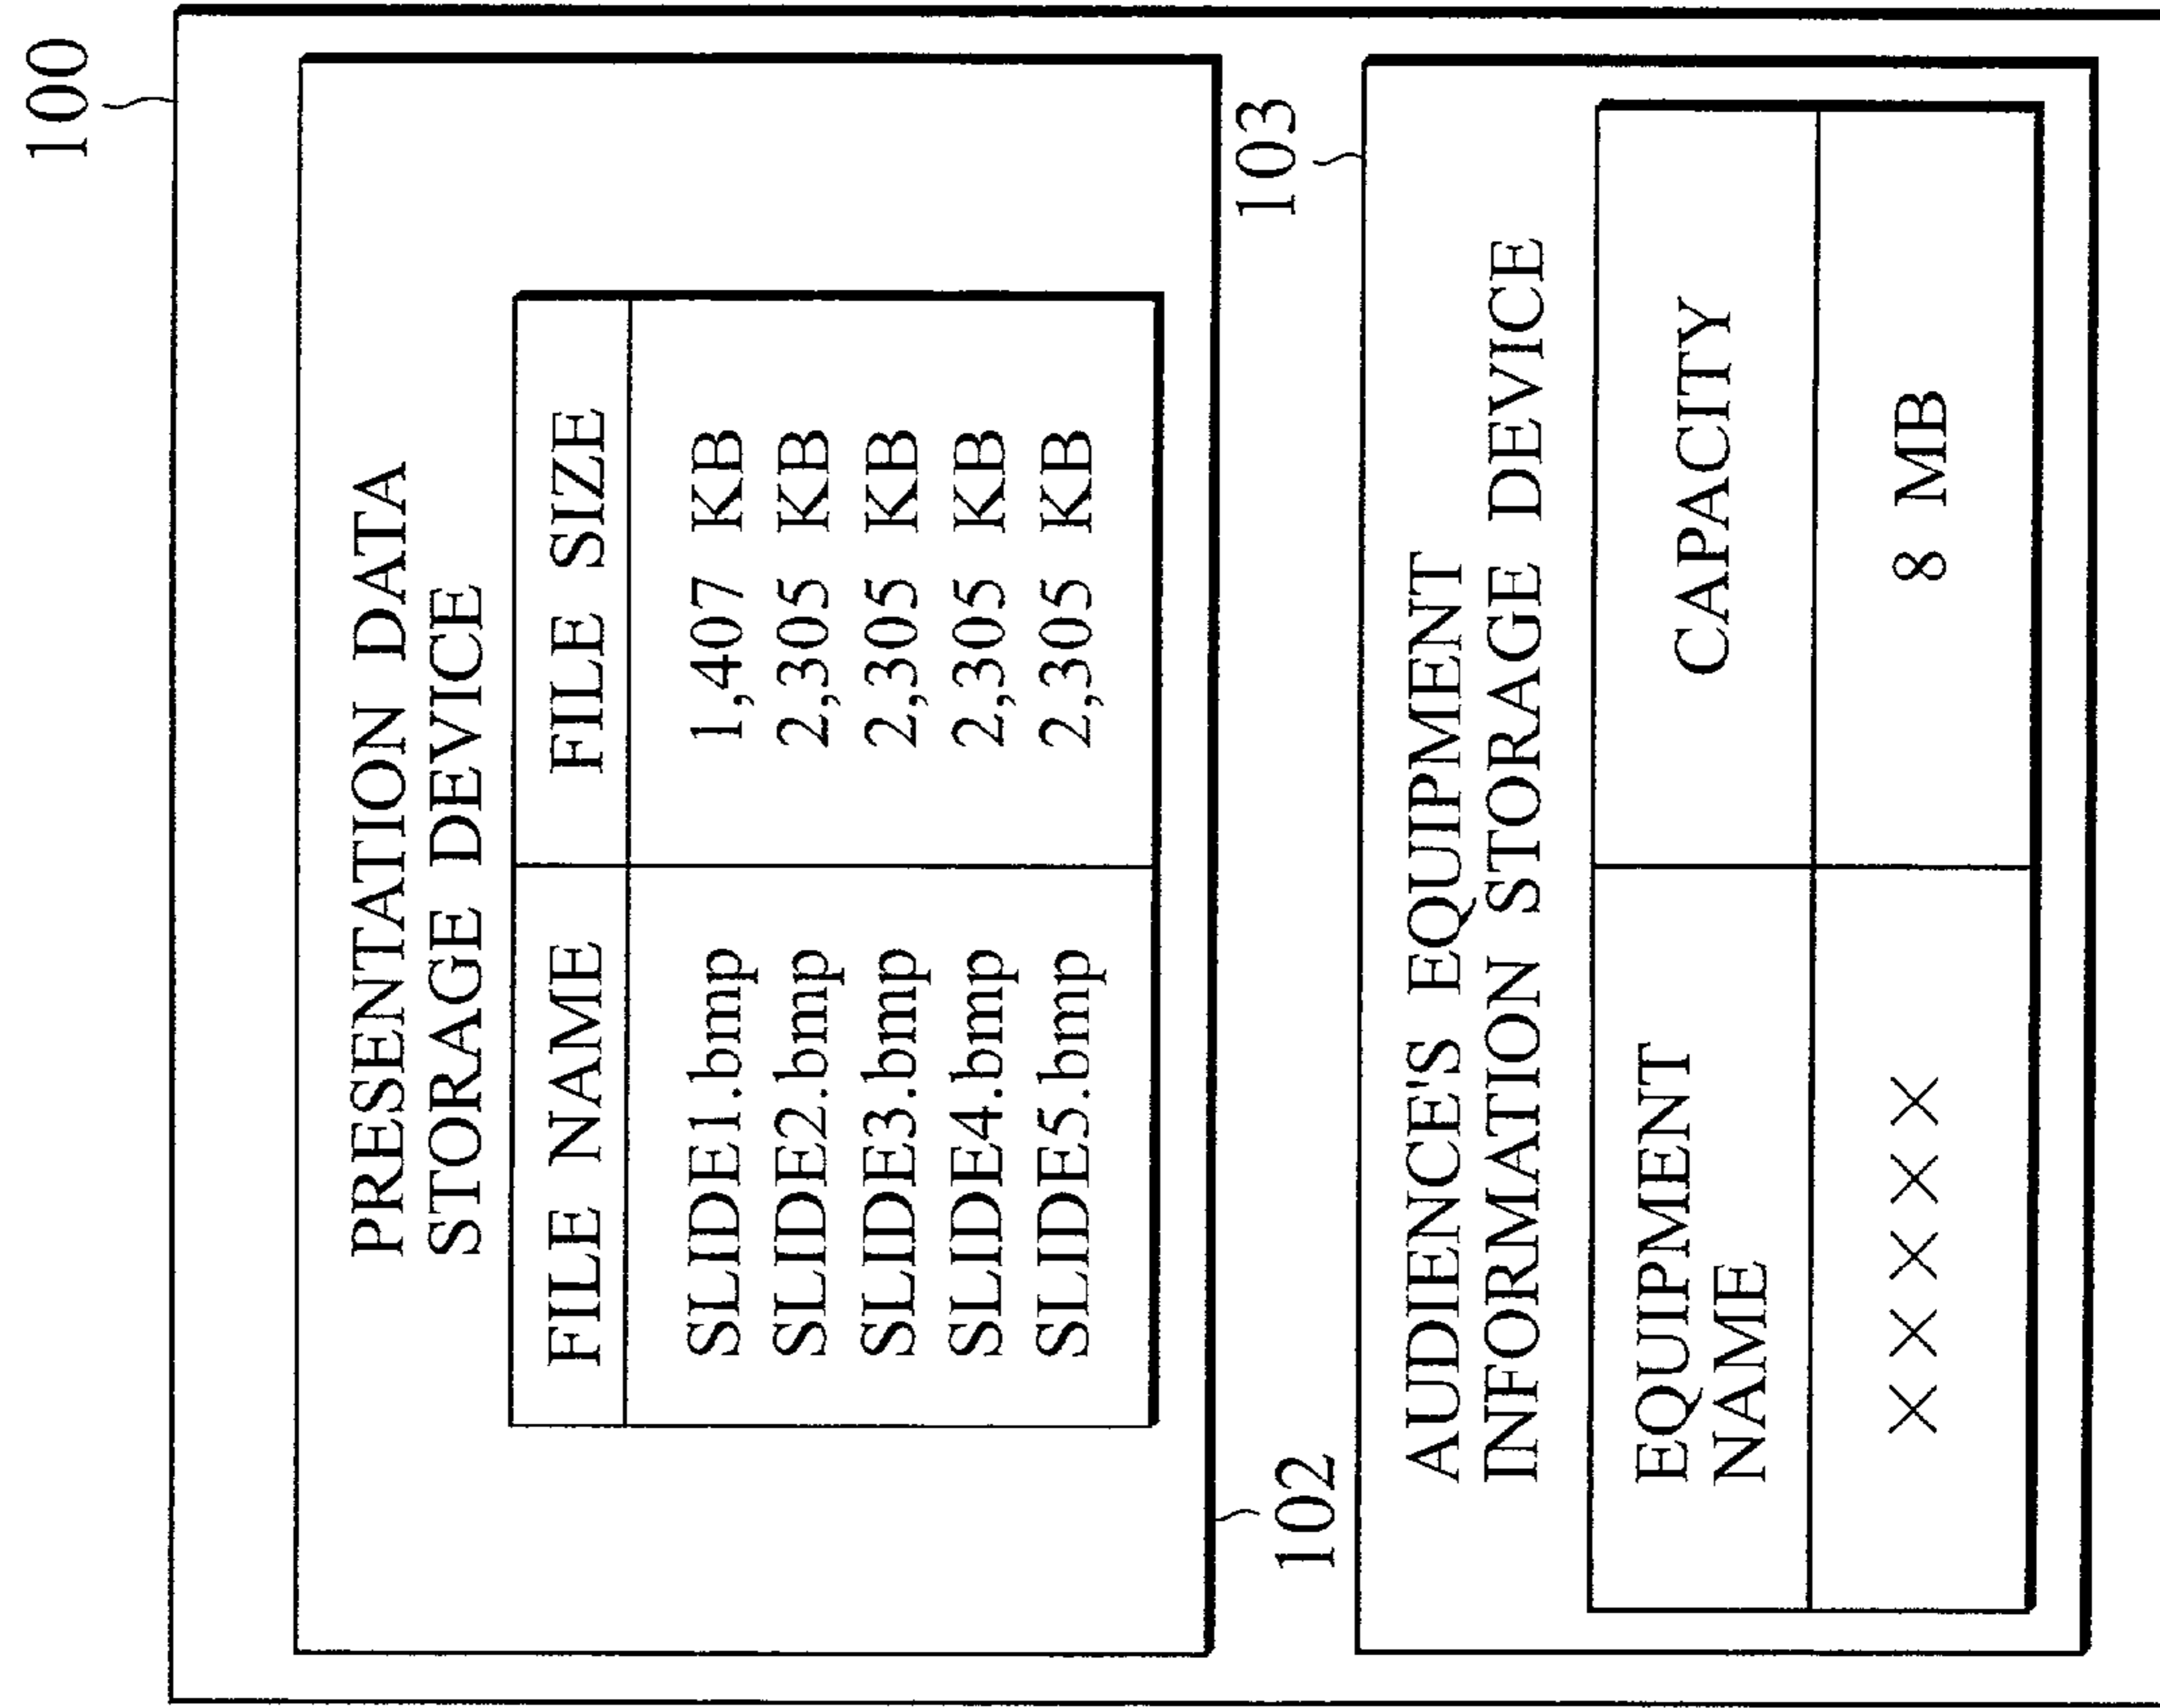 100
PRESENTATION DATA
STORAGE DEVICE
FILE NAME FILE SIZE
SLIDE1.bmp 1,407 KB
SLIDE2.bmp 2,305 KB
SLIDE3.bmp 2,305 KB
SLIDE4.bmp 2,305 KB
SLIDE5.bmp 2,305 KB
102
103
AUDIENCE'S EQUIPMENT
INFORMATION STORAGE DEVICE
EQUIPMENT
NAME
CAPACITY
××××× 8 MB